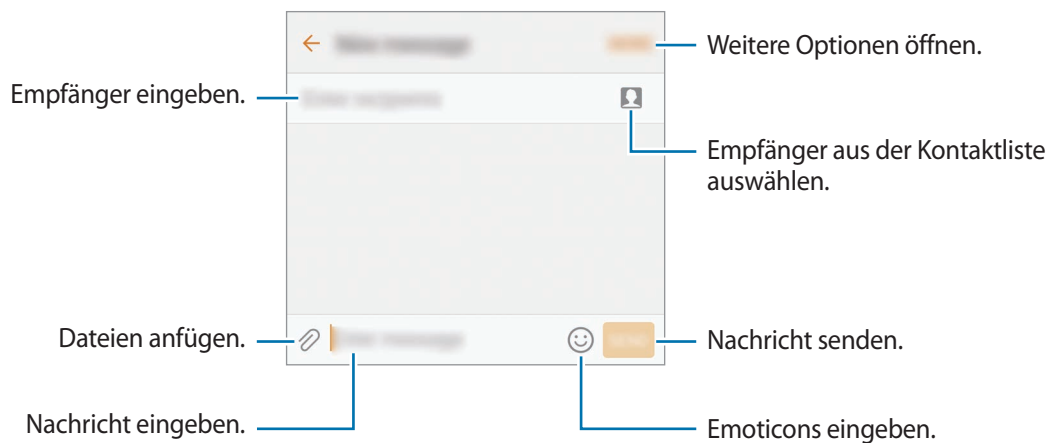 Weitere Optionen öffnen.
Empfänger eingeben.
Empfänger aus der Kontaktliste
auswählen.
Dateien anfügen.
Nachricht senden.
Nachricht eingeben.
Emoticons eingeben.